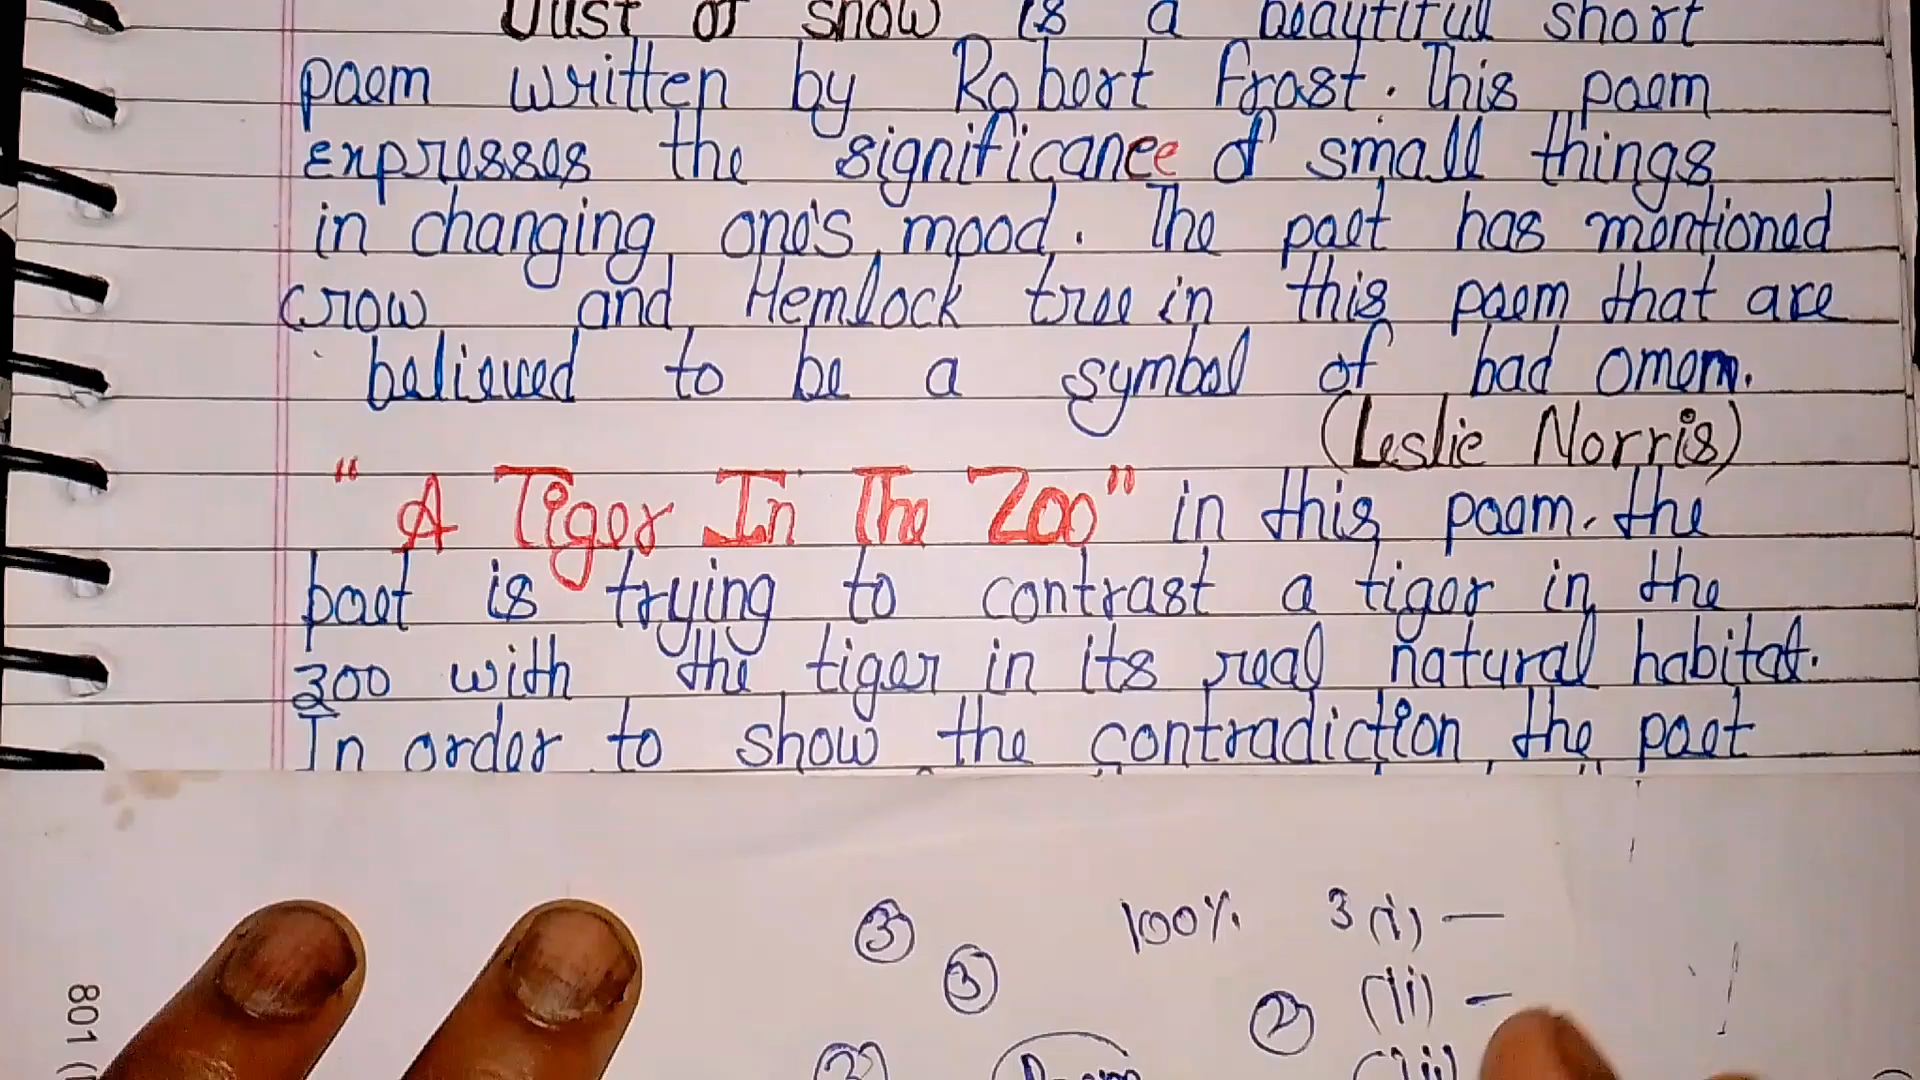 Dust of snow is a beautiful short
poem written by Robert Frost. This poem
expresses the significance of small things
in changing one's mood. The poet has mentioned
crow and Hemlock tree in this poem that are
believed to be a symbol of bad omem.
(Leslie Norris)
"A Tiger In The Zoo" in this poem. the
poet is trying to contrast a tiger in the
zoo with the tiger in its real natural habitat.
In order to show the contradiction, the poet
3 100% 3(i) —
3 (ii) —
2
(iii)
801